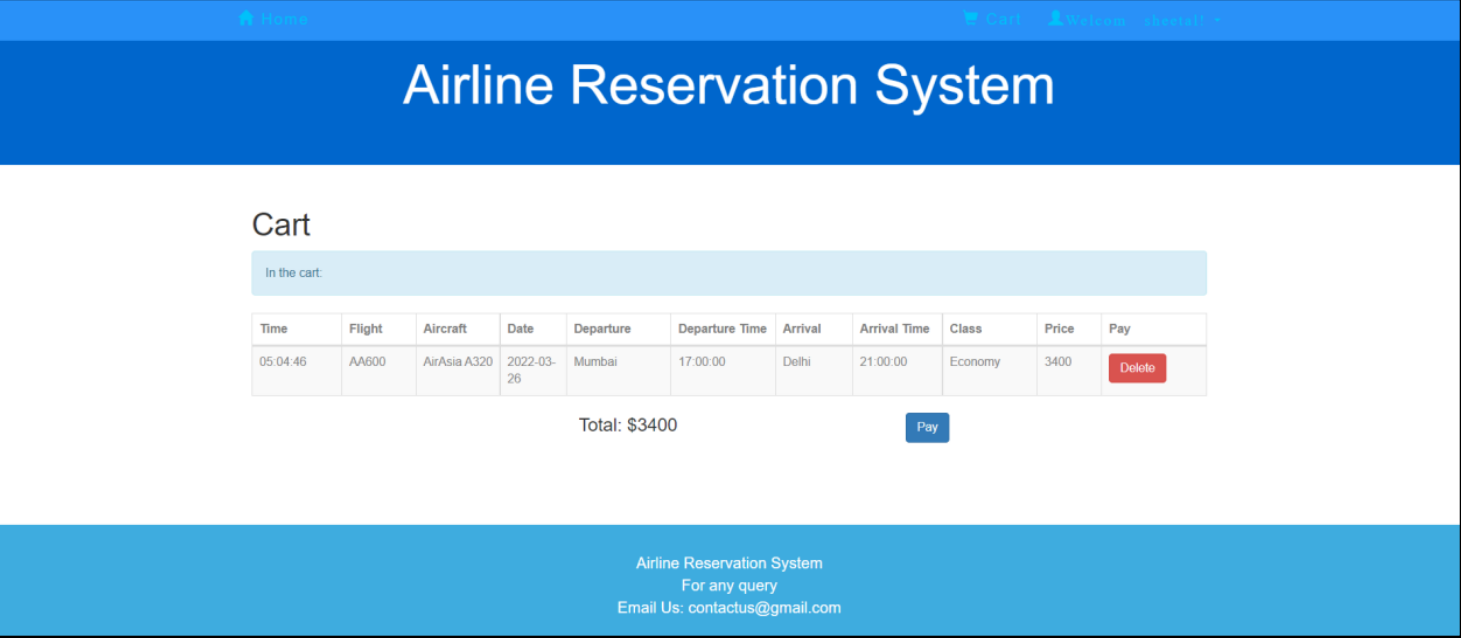 Home Cart Welcom sheetal!
Airline Reservation System
Cart
In the cart:
Time Flight Aircraft Date Departure Departure Time Arrival Arrival Time Class Price Pay
05:04:46 AA600 AirAsia A320 2022-03- Mumbai 17:00:00 Delhi 21:00:00 Economy 3400 Delete
26
Total: $3400 Pay
Airline Reservation System
For any query
Email Us: contactus@gmail.com